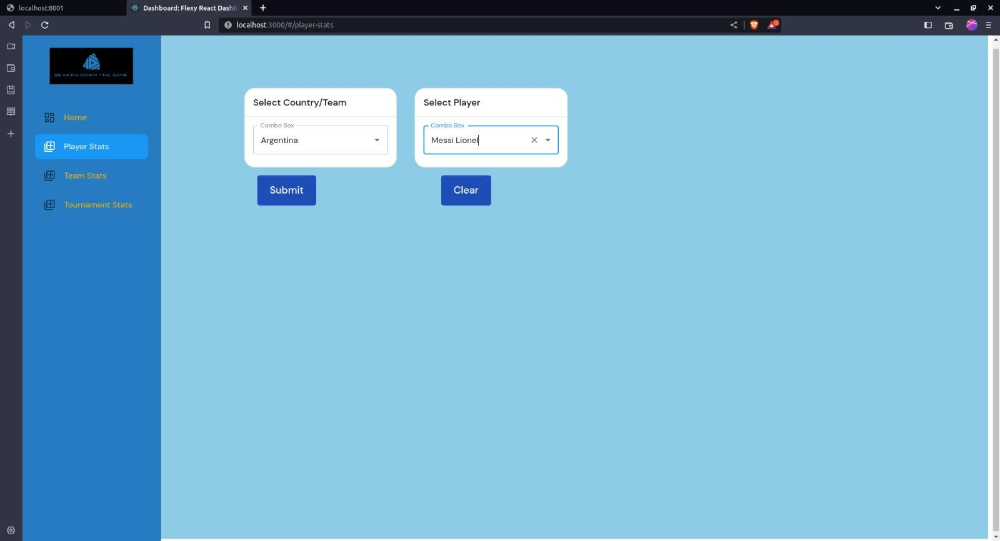 localhost:8001
Dashboard: Flexy React Dashb
localhost:3000/#/player-stats
BEAKING DOWN THE GAME
Home
Player Stats
Team Stats
Tournament Stats
Select Country/Team
Combo Box
Argentina
Submit
Select Player
Combo Box
Messi Lionel
Clear